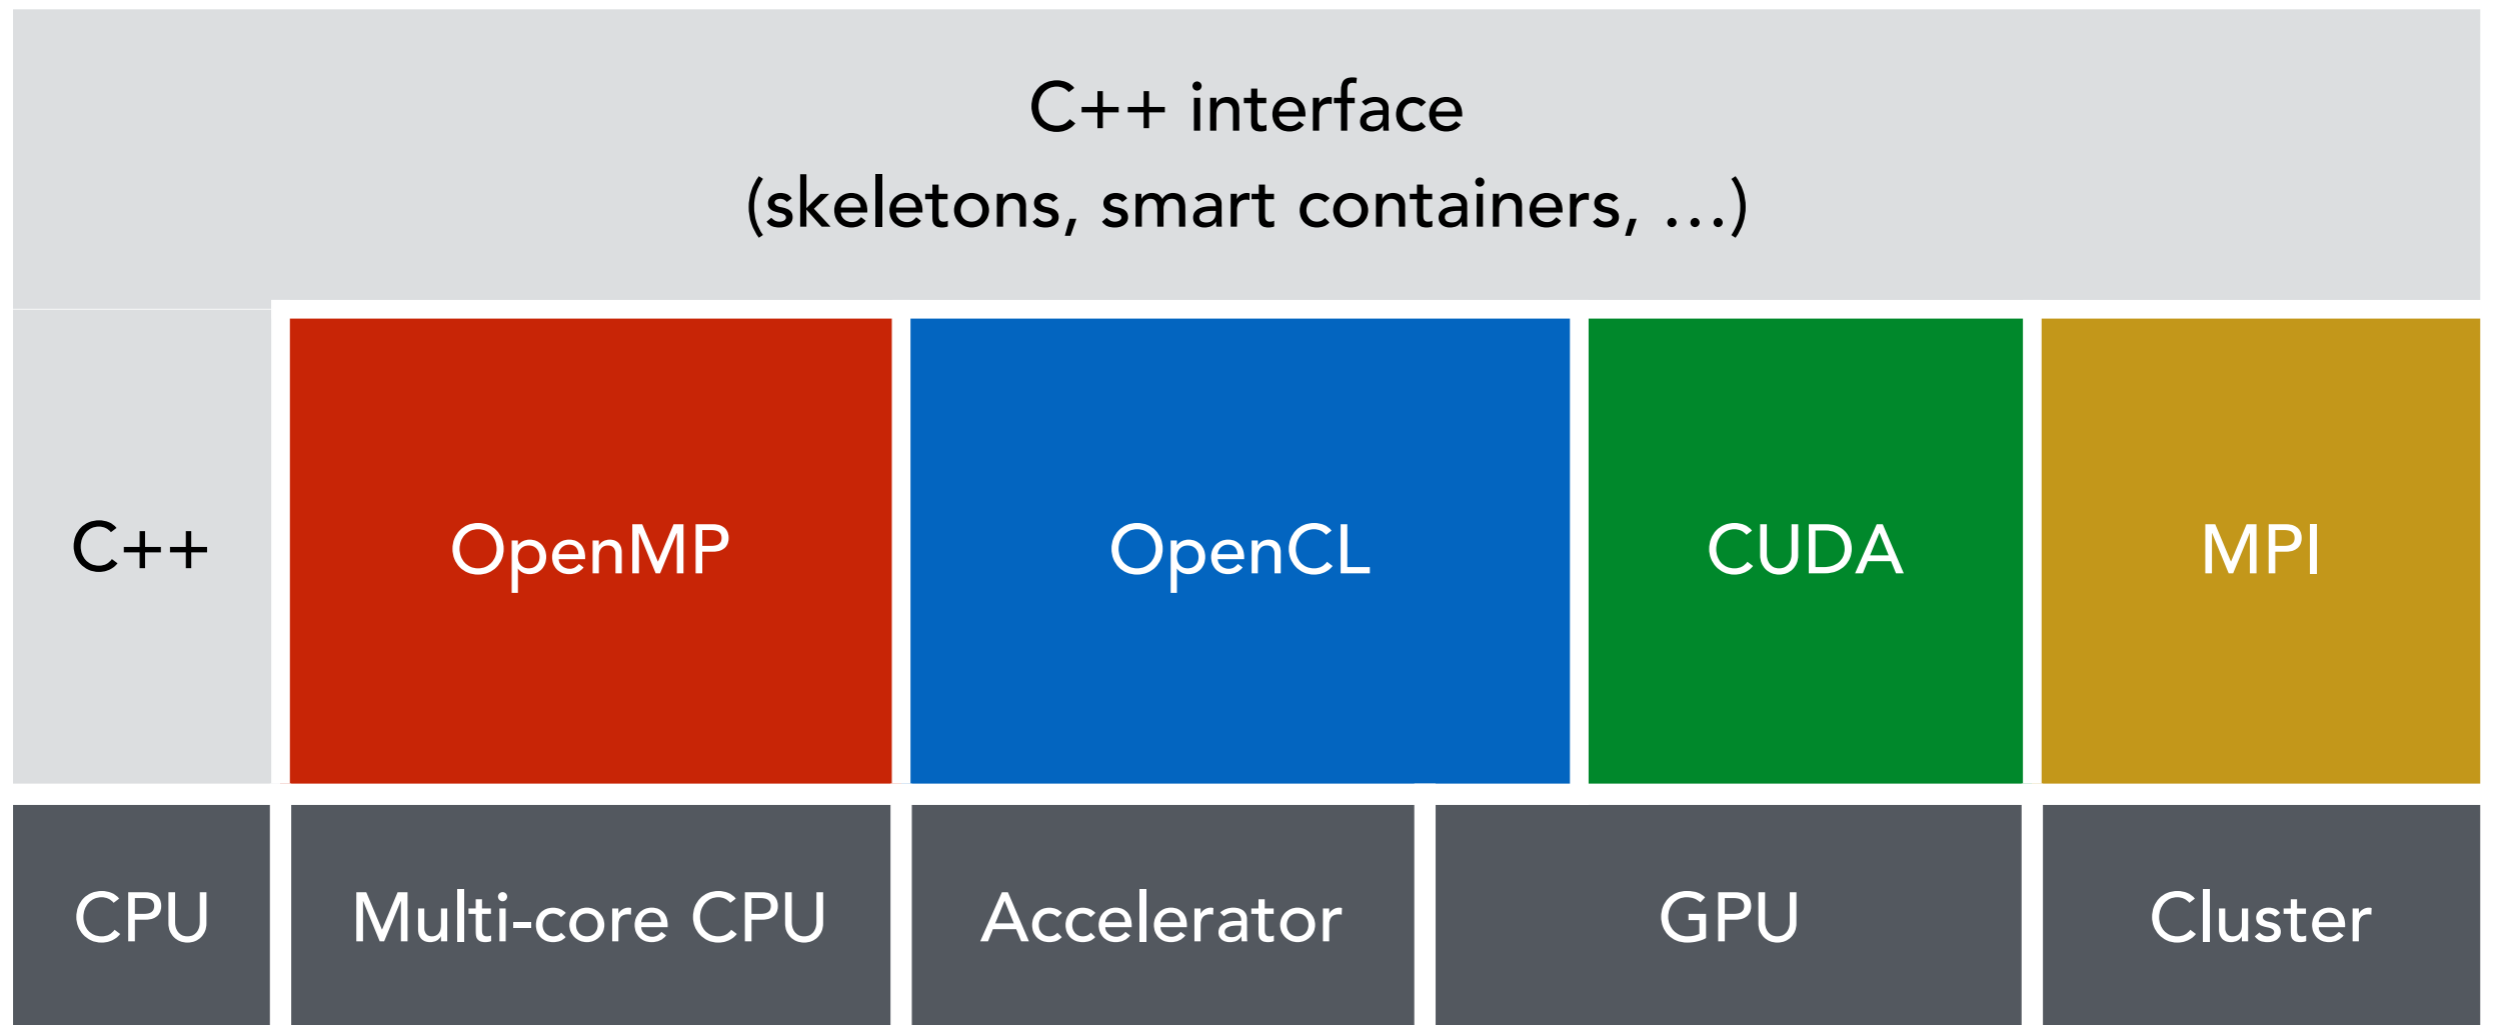 C++ interface
(skeletons, smart containers, ...)
C++
OpenMP
OpenCL
CUDA
MPI
CPU
Multi-core CPU
Accelerator
GPU
Cluster